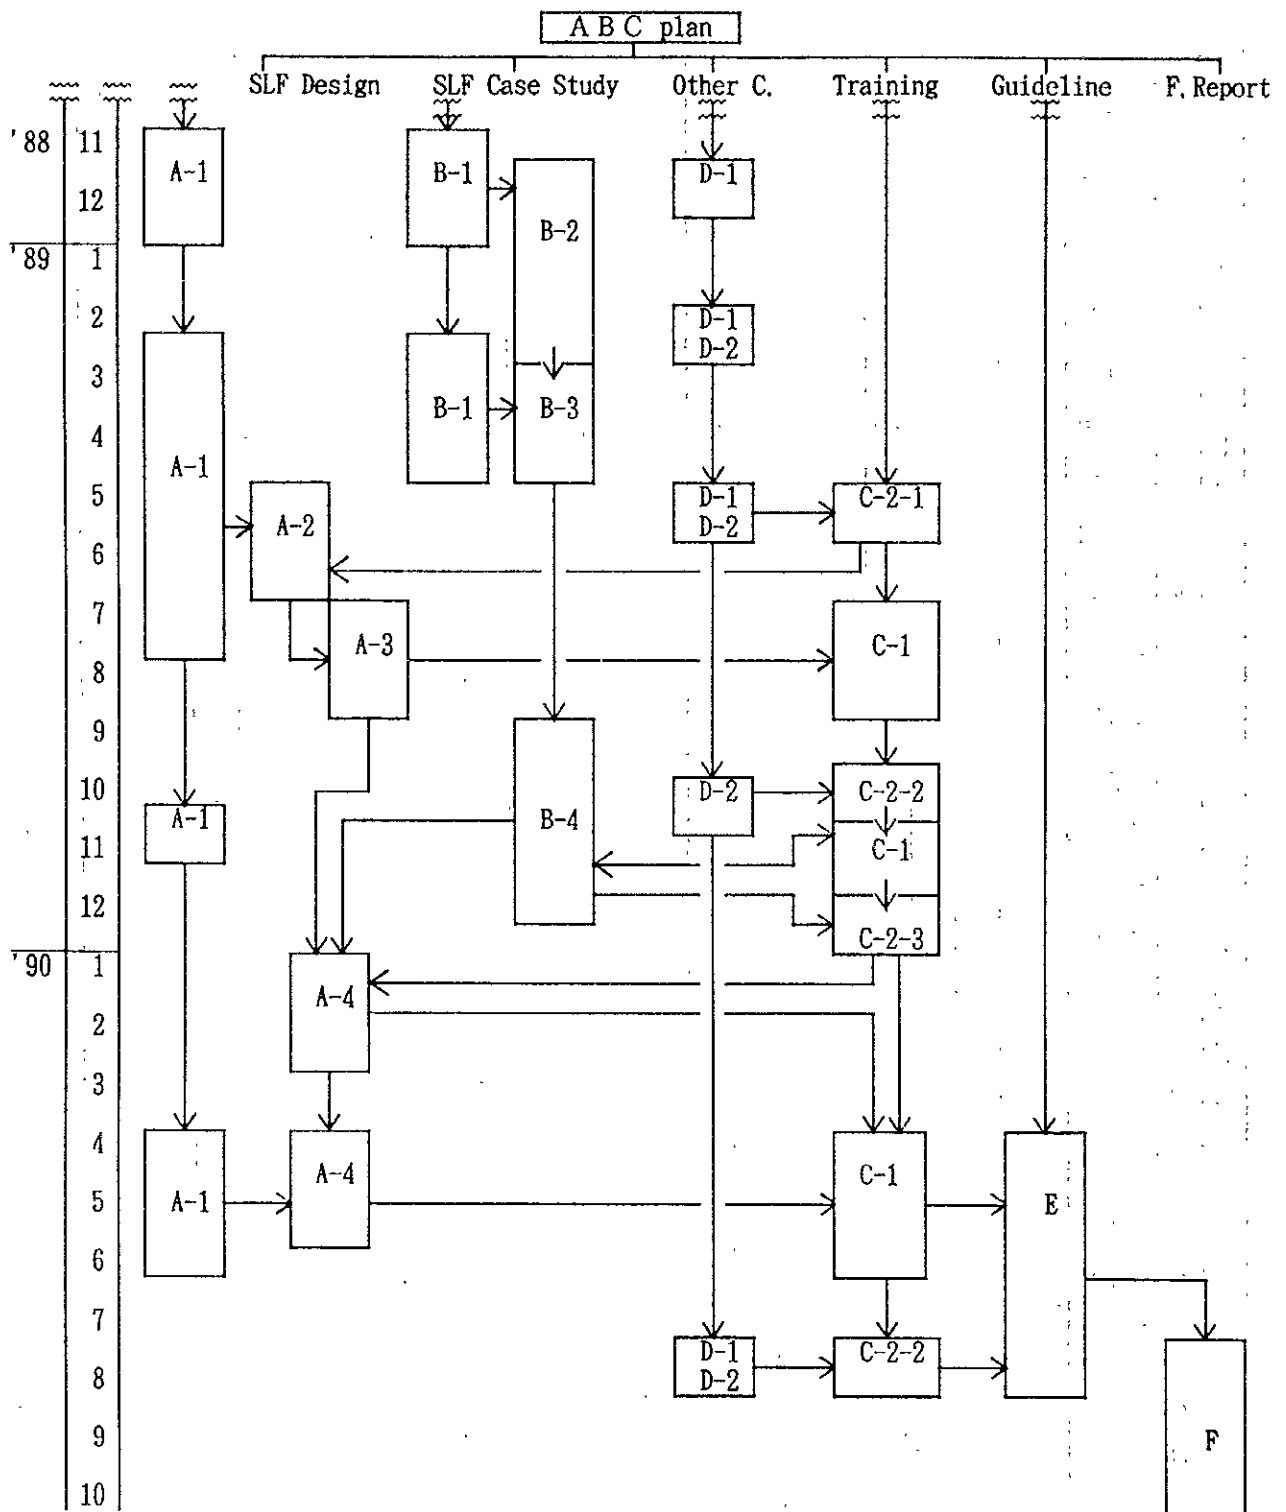 A B C plan
SLF Design SLF Case Study Other C. Training Guideline F. Report
'88 11
A-1 B-1 D-1
12
B-2
'89 1
2 D-1
D-2
3
B-1 B-3
4
A-1
5 D-1 C-2-1
A-2 D-2
6
7
A-3 C-1
8
9
10 D-2 C-2-2
A-1 B-4
11 C-1
12
C-2-3
'90 1
A-4
2
3
4
A-4 C-1
5 A-1 E
6
7
D-1 C-2-2
8 D-2
9
F
10